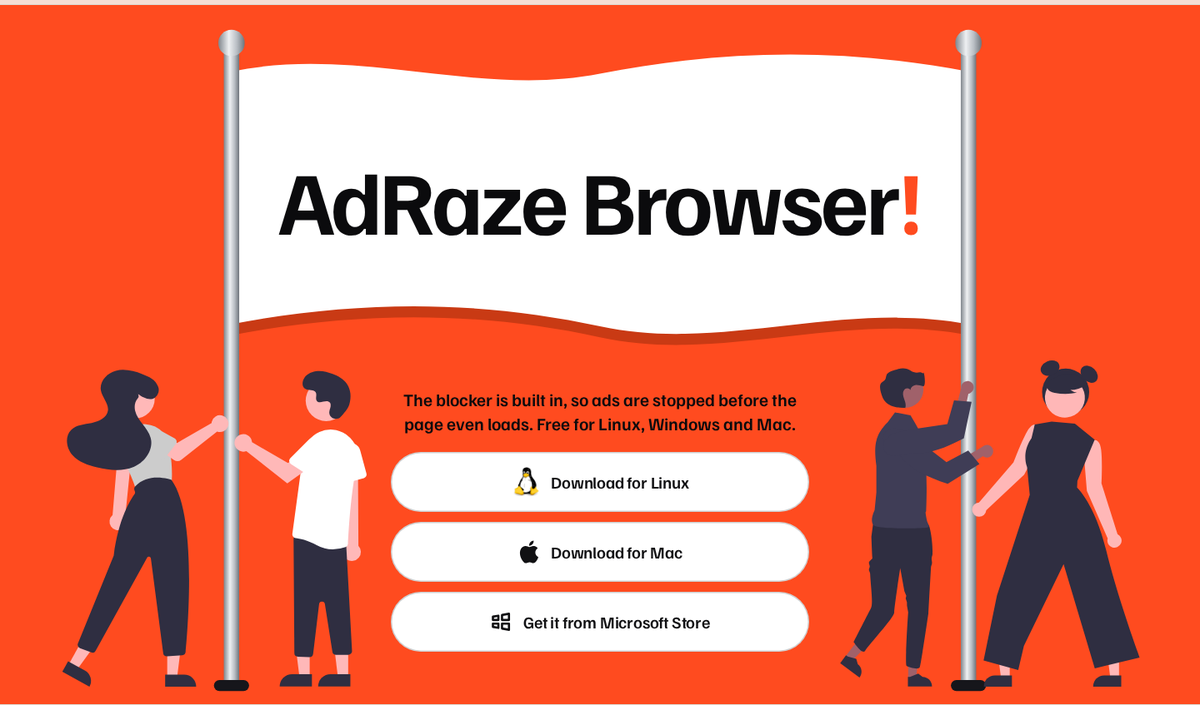 AdRaze Browser!
The blocker is built in, so ads are stopped before the
page even loads. Free for Linux, Windows and Mac.
Download for Linux
Download for Mac
Get it from Microsoft Store